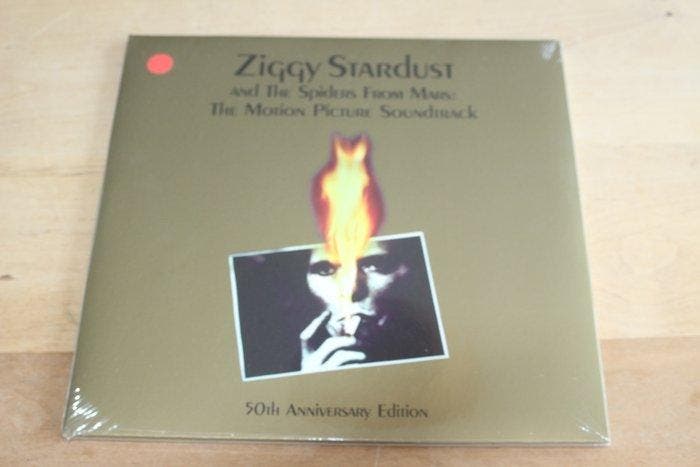 Ziggy Stardust
and The Spiders From Mars:
The Motion Picture Soundtrack
50th Anniversary Edition